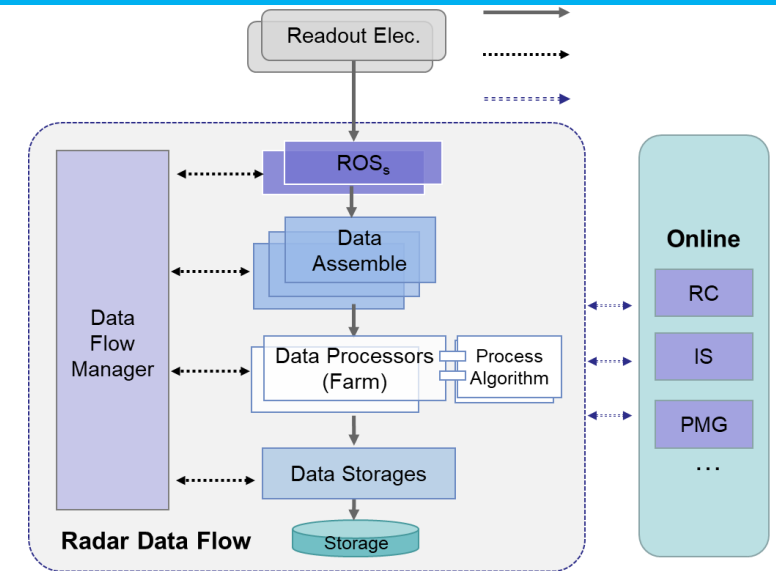 Readout Elec.
ROSs
Data
Assemble
Data
Flow
Manager
Data Processors
(Farm)
Process
Algorithm
Data Storages
Storage
Radar Data Flow
Online
RC
IS
PMG
...